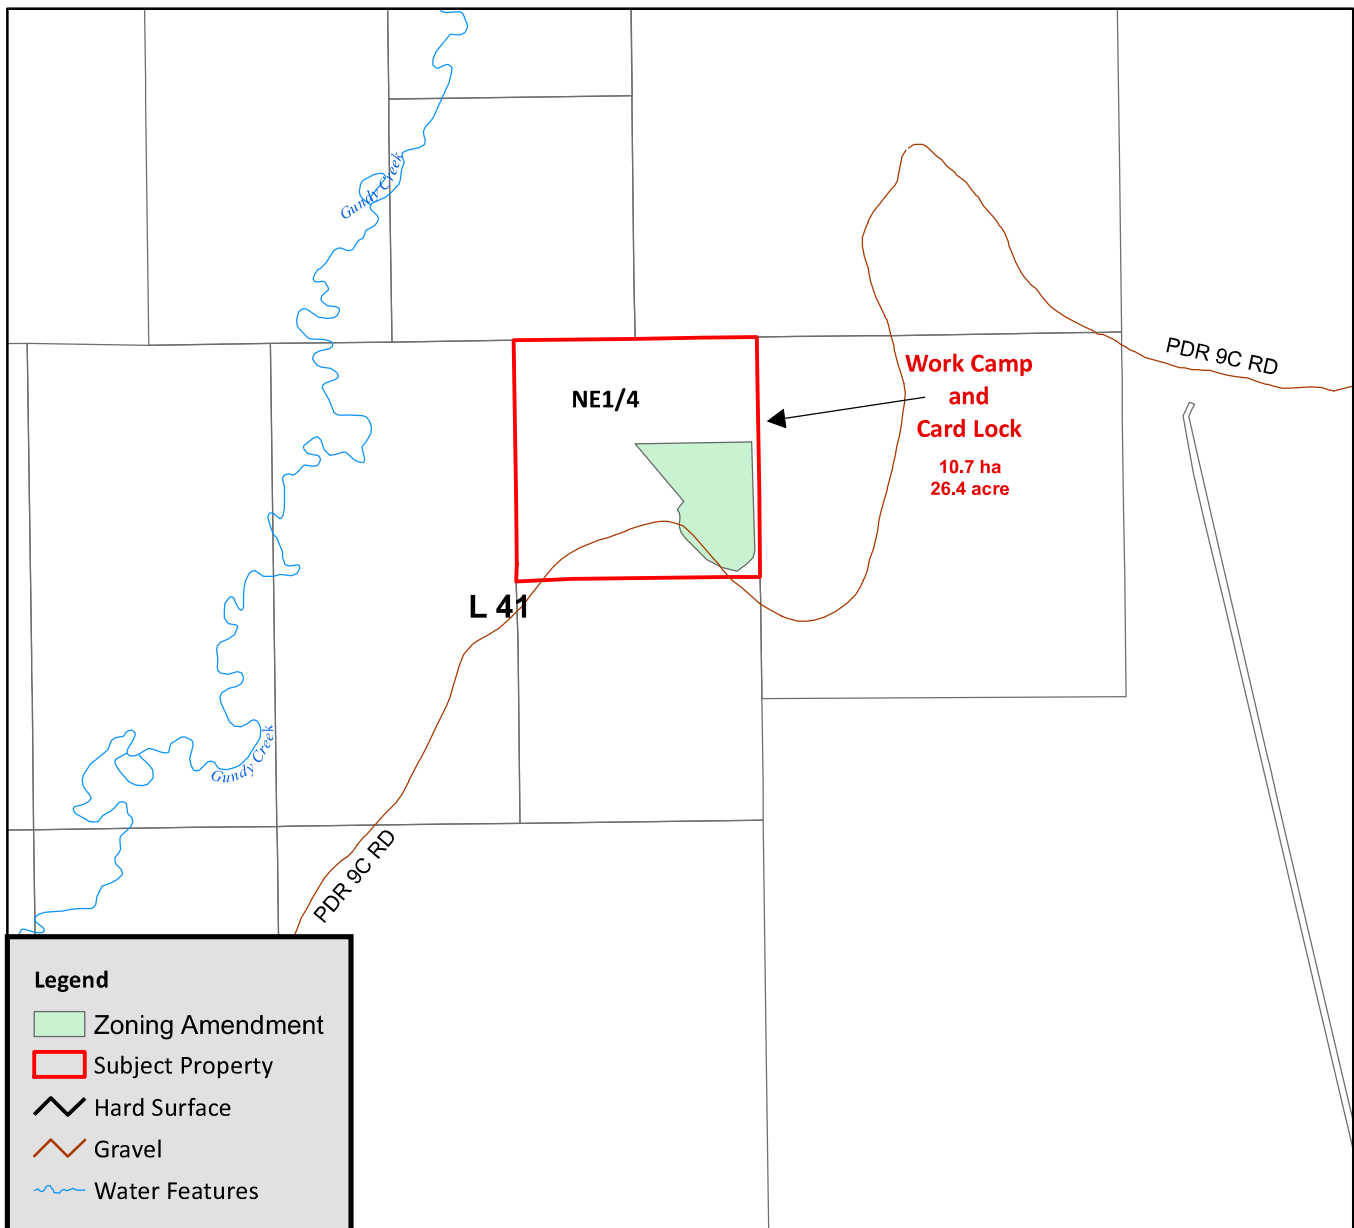 Gundy Creek
PDR 9C RD
Work Camp
and
Card Lock
10.7 ha
26.4 acre
NE1/4
L 41
Gundy Creek
PDR 9C RD
Legend
Zoning Amendment
Subject Property
Hard Surface
Gravel
Water Features